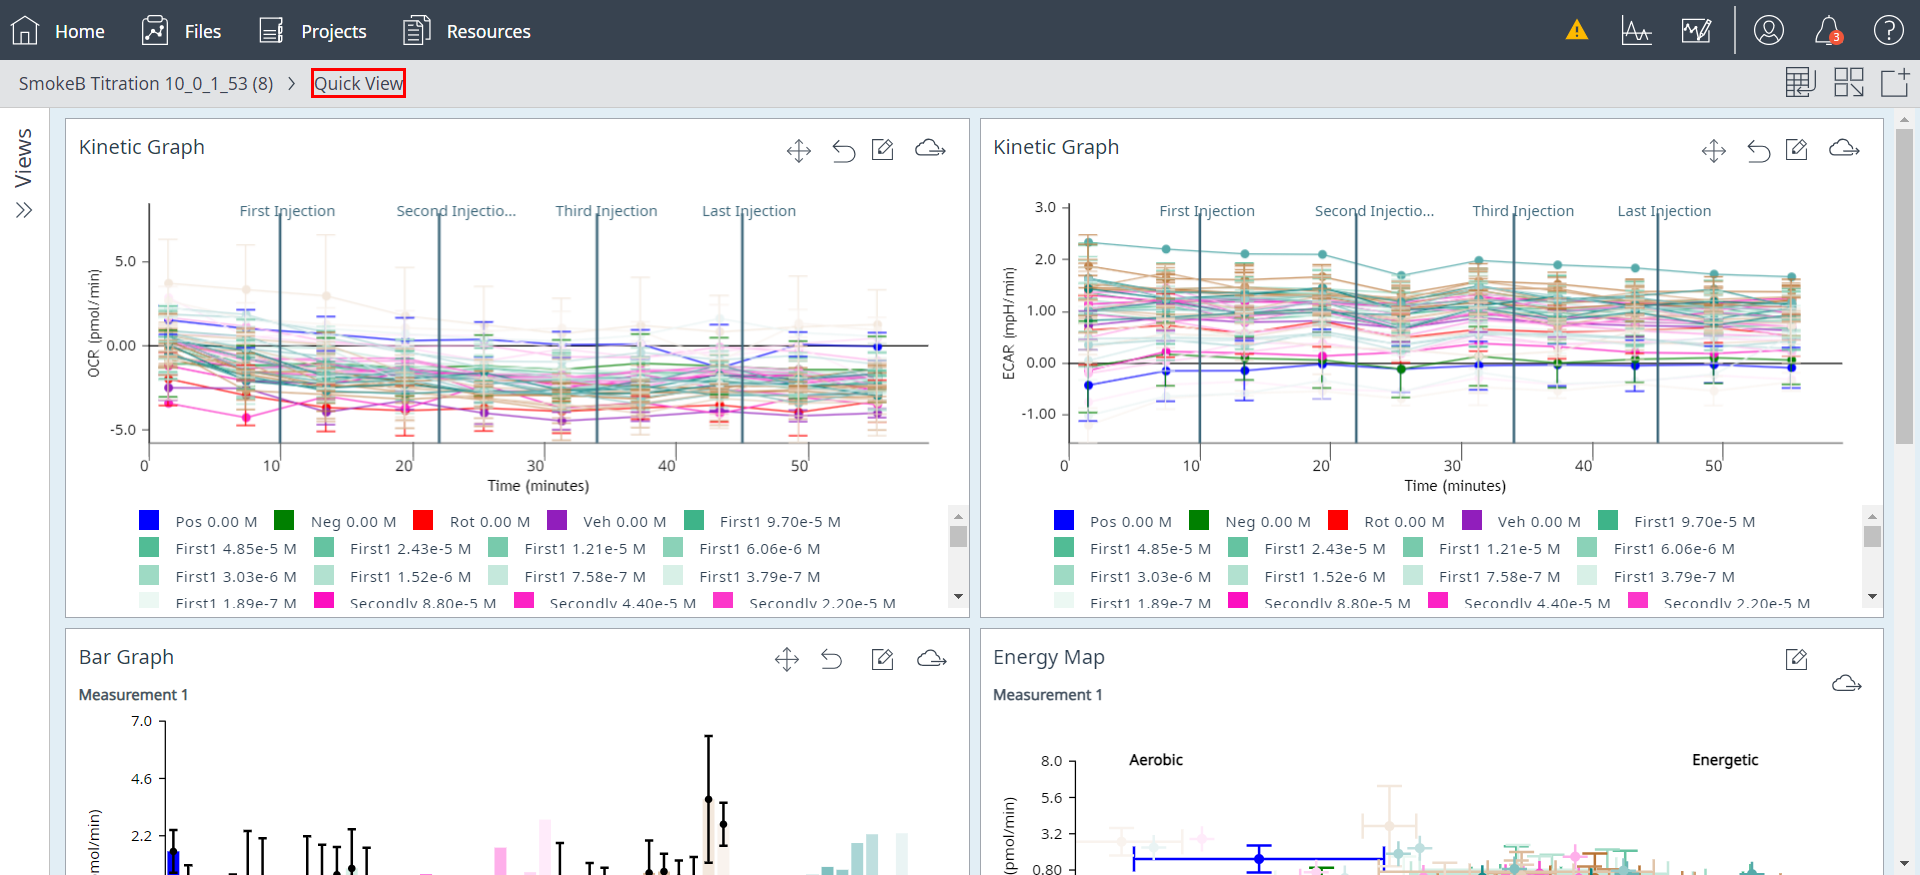 Home Files Projects Resources 3
SmokeB Titration 10_0_1_53 (8) > Quick View
Views
Kinetic Graph
First Injection Second Injectio... Third Injection Last Injection
OCR (pmol/min)
5.0
0.00
-5.0
0 10 20 30 40 50
Time (minutes)
Pos 0.00 M Neg 0.00 M Rot 0.00 M Veh 0.00 M First1 9.70e-5 M
First1 4.85e-5 M First1 2.43e-5 M First1 1.21e-5 M First1 6.06e-6 M
First1 3.03e-6 M First1 1.52e-6 M First1 7.58e-7 M First1 3.79e-7 M
First1 1.89e-7 M Secondly 8.80e-5 M Secondly 4.40e-5 M Secondly 2.20e-5 M
Kinetic Graph
First Injection Second Injectio... Third Injection Last Injection
ECAR (mpH/min)
3.0
2.0
1.00
0.00
-1.00
0 10 20 30 40 50
Time (minutes)
Pos 0.00 M Neg 0.00 M Rot 0.00 M Veh 0.00 M First1 9.70e-5 M
First1 4.85e-5 M First1 2.43e-5 M First1 1.21e-5 M First1 6.06e-6 M
First1 3.03e-6 M First1 1.52e-6 M First1 7.58e-7 M First1 3.79e-7 M
First1 1.89e-7 M Secondly 8.80e-5 M Secondly 4.40e-5 M Secondly 2.20e-5 M
Bar Graph
Measurement 1
7.0
4.6
2.2
mol/min)
Energy Map
Measurement 1
Aerobic Energetic
8.0
5.6
3.2
0.80
(pmol/min)